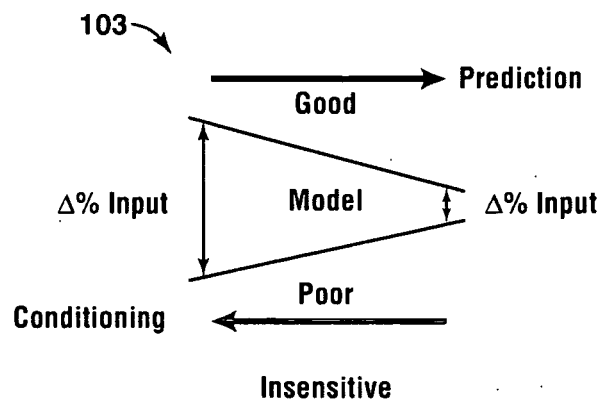 103
Prediction
Good
Δ% Input
Model
Δ% Input
Poor
Conditioning
Insensitive